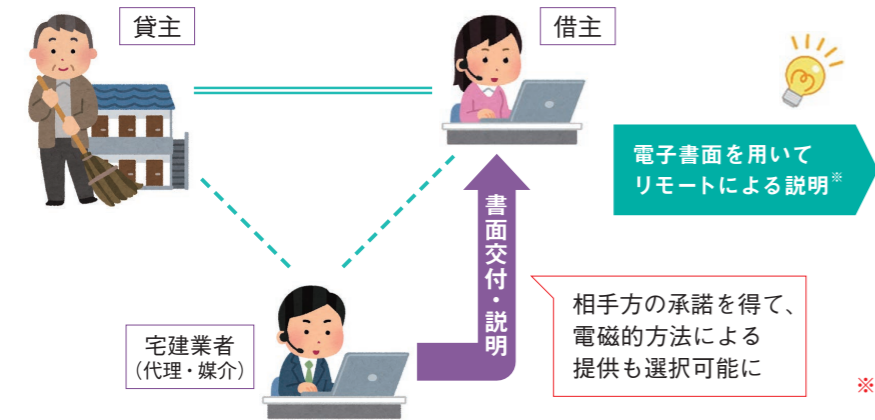 貸主
借主
電子書面を用いて
リモートによる説明※
書面交付・説明
相手方の承諾を得て、
電磁的方法による
提供も選択可能に
宅建業者
（代理・媒介）
※